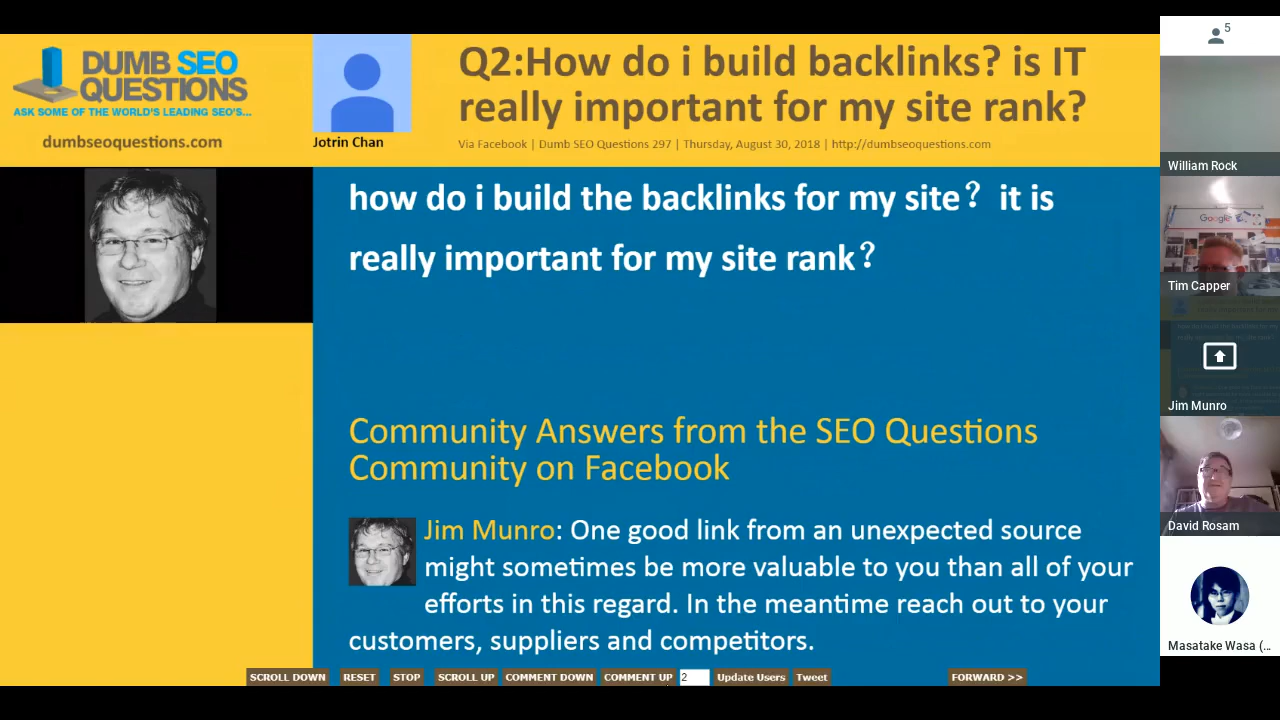 DUMB SEO
QUESTIONS
ASK SOME OF THE WORLD'S LEADING SEO'S...
dumbseoquestions.com
Jotrin Chan
Q2:How do i build backlinks? is IT
really important for my site rank?
Via Facebook | Dumb SEO Questions 297 | Thursday, August 30, 2018 | http://dumbseoquestions.com
how do i build the backlinks for my site？ it is
really important for my site rank？
Community Answers from the SEO Questions
Community on Facebook
Jim Munro: One good link from an unexpected source
might sometimes be more valuable to you than all of your
efforts in this regard. In the meantime reach out to your
customers, suppliers and competitors.
SCROLL DOWN RESET STOP SCROLL UP COMMENT DOWN COMMENT UP 2 Update Users Tweet FORWARD >>
5
William Rock
Google
Tim Capper
Jim Munro
David Rosam
Masatake Wasa (...